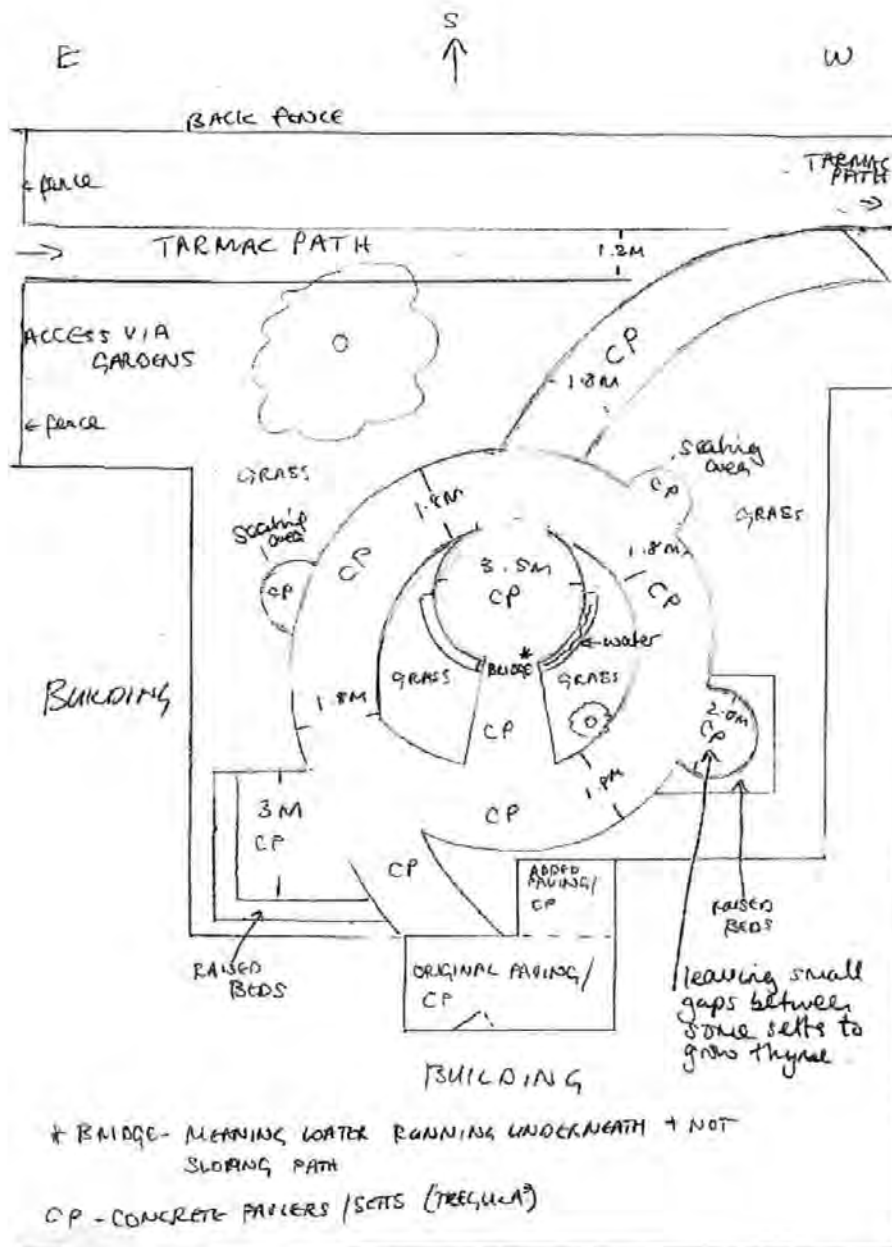 S
E
W
BACK FENCE
← fence
TARMAC
PATH
→
→ TARMAC PATH
1.2M
ACCESS VIA
GARDENS
← fence
CP
1.8M
GRASS
seating
area
CP
GRASS
1.8M
seating
area
CP
CP
3.5M
CP
1.8M
CP
← water
*
BRIDGE
GRASS
GRASS
BUILDING
1.8M
CP
2.0M
CP
1.8M
3M
CP
CP
CP
ADDED
PAVING/
CP
RAISED
BEDS
RAISED
BEDS
ORIGINAL PAVING/
CP
leaving small
gaps between
some setts to
grow thyme
BUILDING
* BRIDGE - MEANING WATER RUNNING UNDERNEATH + NOT
SLOPING PATH
CP - CONCRETE PAVIERS/SETTS